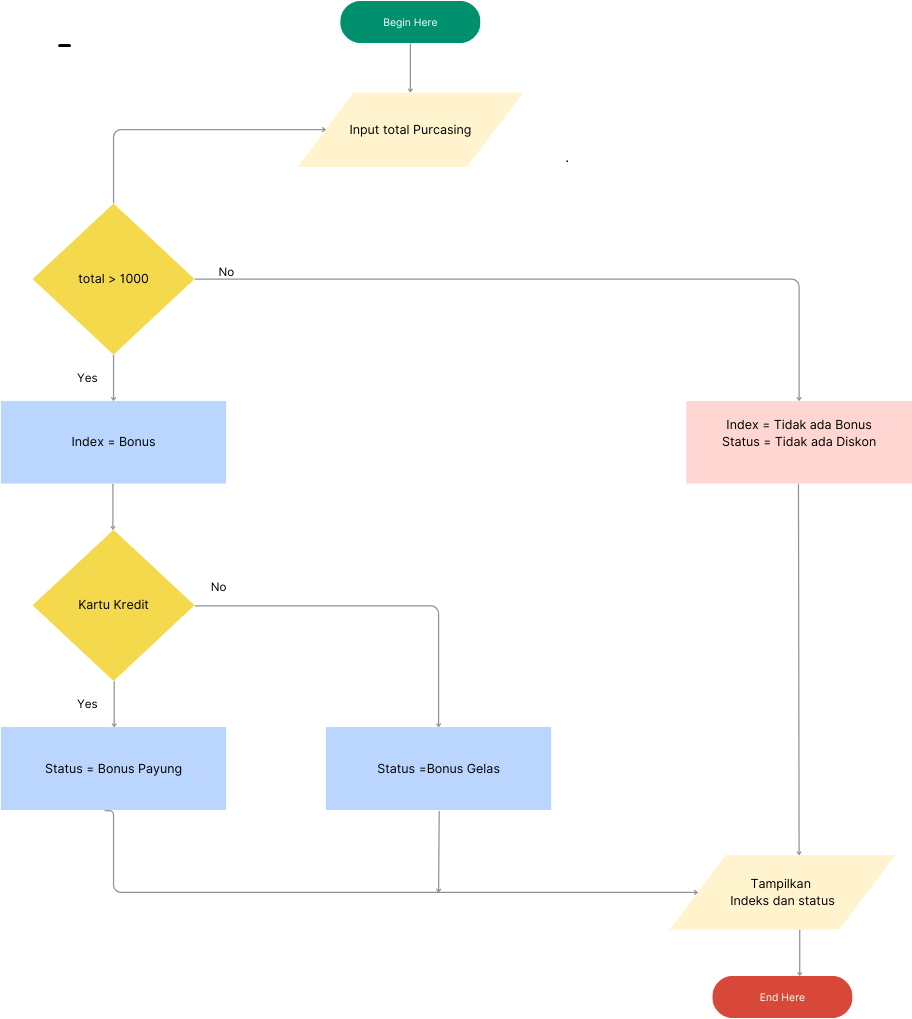 Begin Here
Input total Purcasing
total > 1000
No
Yes
Index = Bonus
Index = Tidak ada Bonus
Status = Tidak ada Diskon
Kartu Kredit
No
Yes
Status = Bonus Payung
Status =Bonus Gelas
Tampilkan
Indeks dan status
End Here